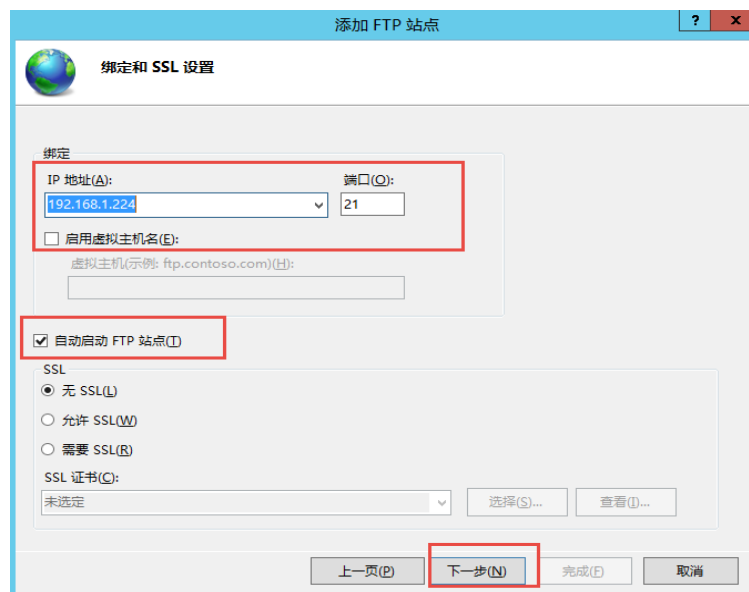 添加 FTP 站点
? x
绑定和 SSL 设置
绑定
IP 地址(A): 端口(O):
192.168.1.224 21
启用虚拟主机名(E):
虚拟主机(示例: ftp.contoso.com)(H):
自动启动 FTP 站点(T)
SSL
无 SSL(L)
允许 SSL(W)
需要 SSL(R)
SSL 证书(C):
未选定 选择(S)... 查看(I)...
上一页(P) 下一步(N) 完成(F) 取消